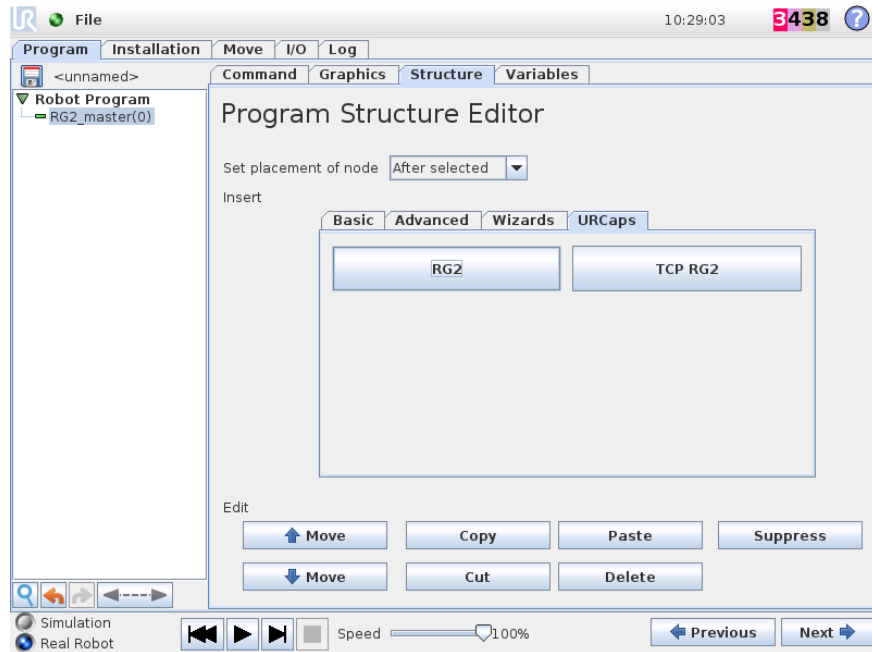 UR File 10:29:03 3438 ?
Program Installation Move I/O Log
<unnamed> Command Graphics Structure Variables
Robot Program
RG2_master(0)
Program Structure Editor
Set placement of node After selected
Insert
Basic Advanced Wizards URCaps
RG2 TCP RG2
Edit
Move Copy Paste Suppress
Move Cut Delete
Simulation
Real Robot
Speed 100% Previous Next